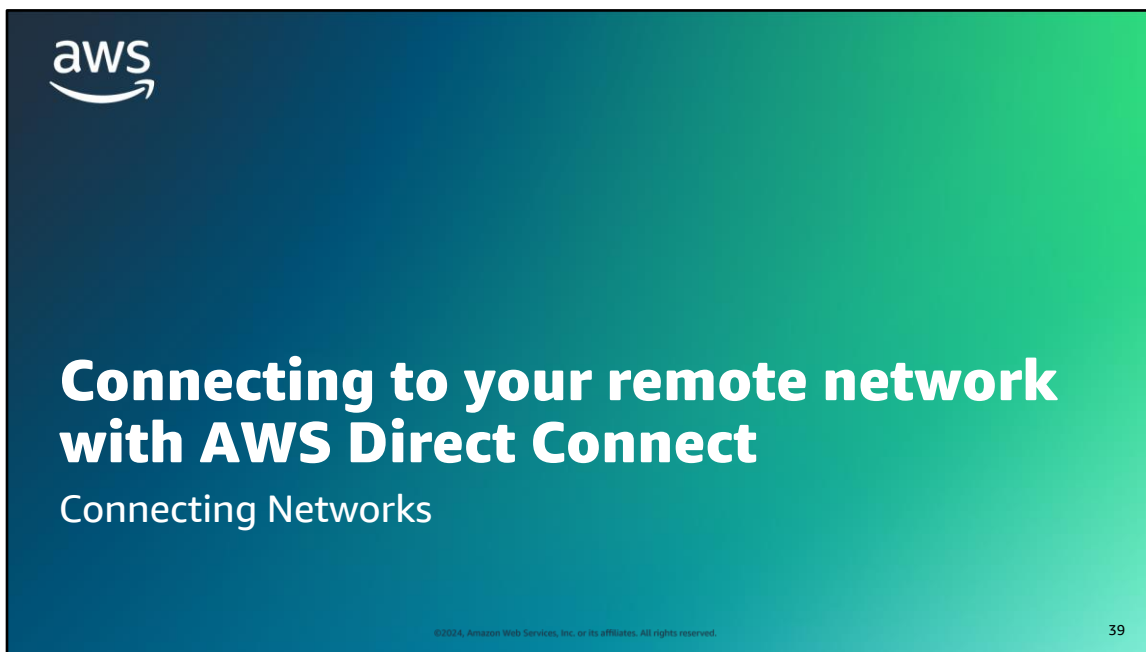 aws
Connecting to your remote network
with AWS Direct Connect
Connecting Networks
©2024, Amazon Web Services, Inc. or its affiliates. All rights reserved.
39